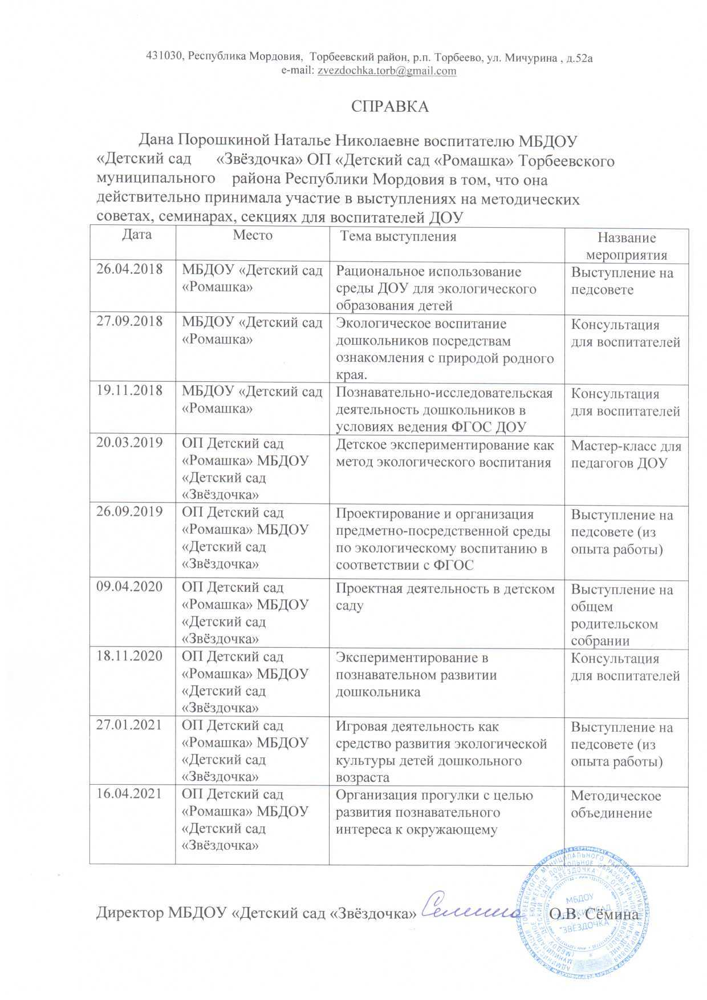 431030, Республика Мордовия, Торбеевский район, р.п. Торбеево, ул. Мичурина , д.52а
e-mail: zvezdochka.torb@gmail.com
СПРАВКА
Дана Порошкиной Наталье Николаевне воспитателю МБДОУ
«Детский сад «Звёздочка» ОП «Детский сад «Ромашка» Торбеевского
муниципального района Республики Мордовия в том, что она
действительно принимала участие в выступлениях на методических
советах, семинарах, секциях для воспитателей ДОУ
Дата
Место
Тема выступления
Название
мероприятия
26.04.2018
МБДОУ «Детский сад
«Ромашка»
Рациональное использование
среды ДОУ для экологического
образования детей
Выступление на
педсовете
27.09.2018
МБДОУ «Детский сад
«Ромашка»
Экологическое воспитание
дошкольников посредствам
ознакомления с природой родного
края.
Консультация
для воспитателей
19.11.2018
МБДОУ «Детский сад
«Ромашка»
Познавательно-исследовательская
деятельность дошкольников в
условиях ведения ФГОС ДОУ
Консультация
для воспитателей
20.03.2019
ОП Детский сад
«Ромашка» МБДОУ
«Детский сад
«Звёздочка»
Детское экспериментирование как
метод экологического воспитания
Мастер-класс для
педагогов ДОУ
26.09.2019
ОП Детский сад
«Ромашка» МБДОУ
«Детский сад
«Звёздочка»
Проектирование и организация
предметно-посредственной среды
по экологическому воспитанию в
соответствии с ФГОС
Выступление на
педсовете (из
опыта работы)
09.04.2020
ОП Детский сад
«Ромашка» МБДОУ
«Детский сад
«Звёздочка»
Проектная деятельность в детском
саду
Выступление на
общем
родительском
собрании
18.11.2020
ОП Детский сад
«Ромашка» МБДОУ
«Детский сад
«Звёздочка»
Экспериментирование в
познавательном развитии
дошкольника
Консультация
для воспитателей
27.01.2021
ОП Детский сад
«Ромашка» МБДОУ
«Детский сад
«Звёздочка»
Игровая деятельность как
средство развития экологической
культуры детей дошкольного
возраста
Выступление на
педсовете (из
опыта работы)
16.04.2021
ОП Детский сад
«Ромашка» МБДОУ
«Детский сад
«Звёздочка»
Организация прогулки с целью
развития познавательного
интереса к окружающему
Методическое
объединение
Директор МБДОУ «Детский сад «Звёздочка» О.В. Сёмина
МБДОУ
"ДЕТСКИЙ САД
"ЗВЁЗДОЧКА"